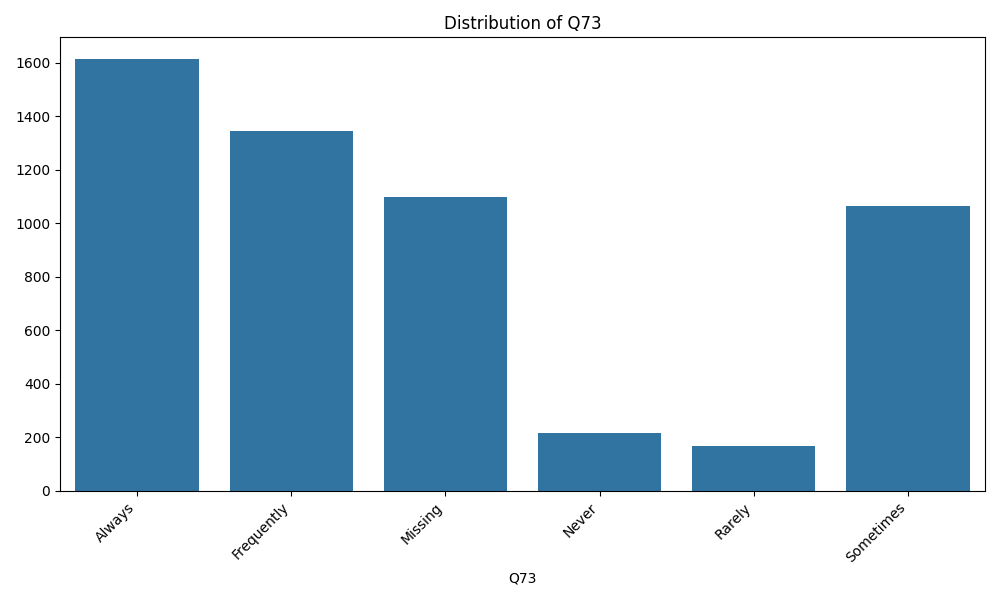 Distribution of Q73
1600
1400
1200
1000
800
600
400
200
0
Always
Frequently
Missing
Never
Rarely
Sometimes
Q73